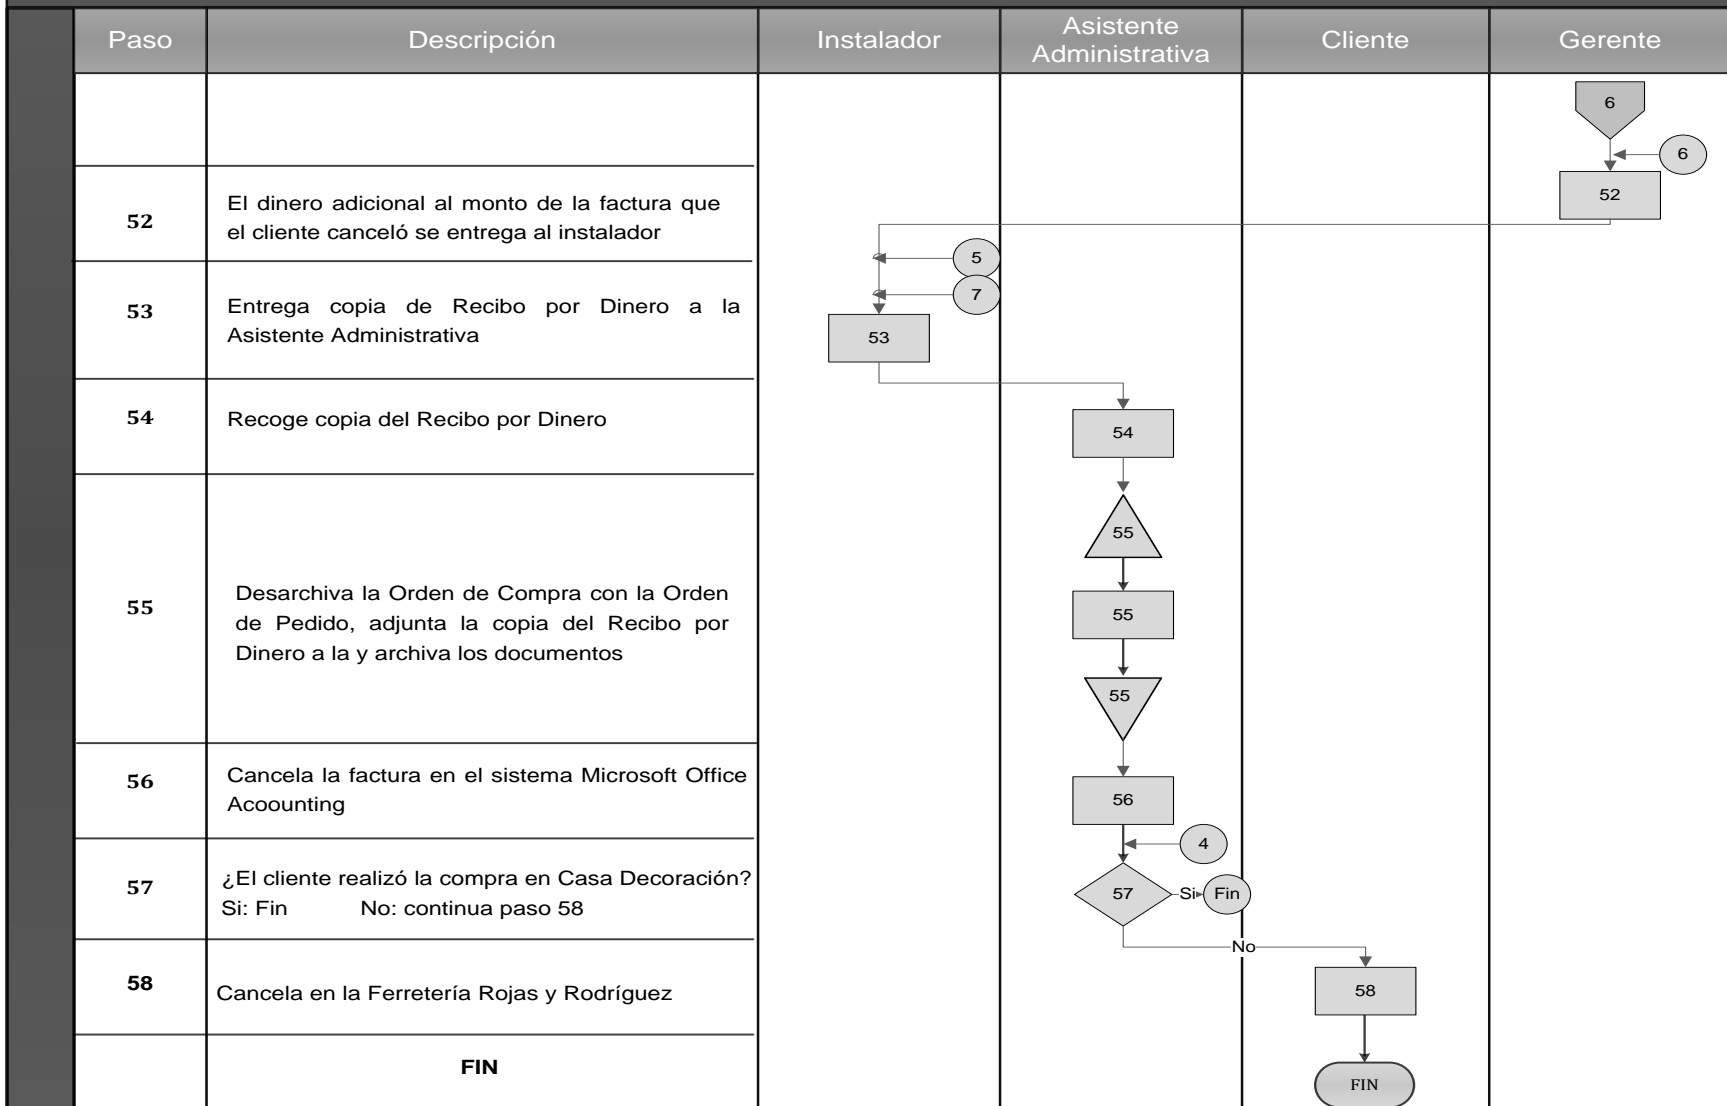 Paso
Descripción
Instalador
Asistente
Administrativa
Cliente
Gerente
6
6
52
El dinero adicional al monto de la factura que
el cliente canceló se entrega al instalador
52
5
7
53
Entrega copia de Recibo por Dinero a la
Asistente Administrativa
53
54
Recoge copia del Recibo por Dinero
54
55
55
Desarchiva la Orden de Compra con la Orden
de Pedido, adjunta la copia del Recibo por
Dinero a la y archiva los documentos
55
55
56
Cancela la factura en el sistema Microsoft Office
Acoounting
56
4
57
¿El cliente realizó la compra en Casa Decoración?
Si: Fin No: continua paso 58
57
Si
Fin
No
58
Cancela en la Ferretería Rojas y Rodríguez
58
FIN
FIN